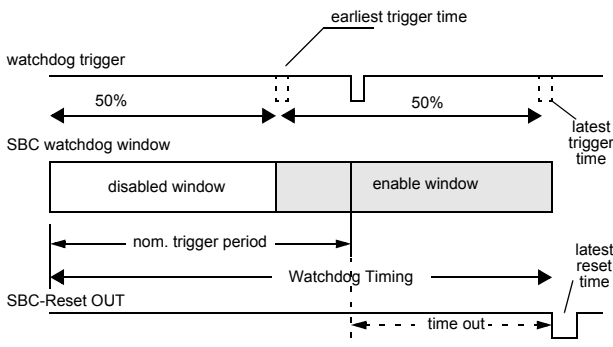 earliest trigger time
watchdog trigger
50%
50%
latest
trigger
time
SBC watchdog window
disabled window
enable window
nom. trigger period
latest
reset
time
Watchdog Timing
SBC-Reset OUT
time out